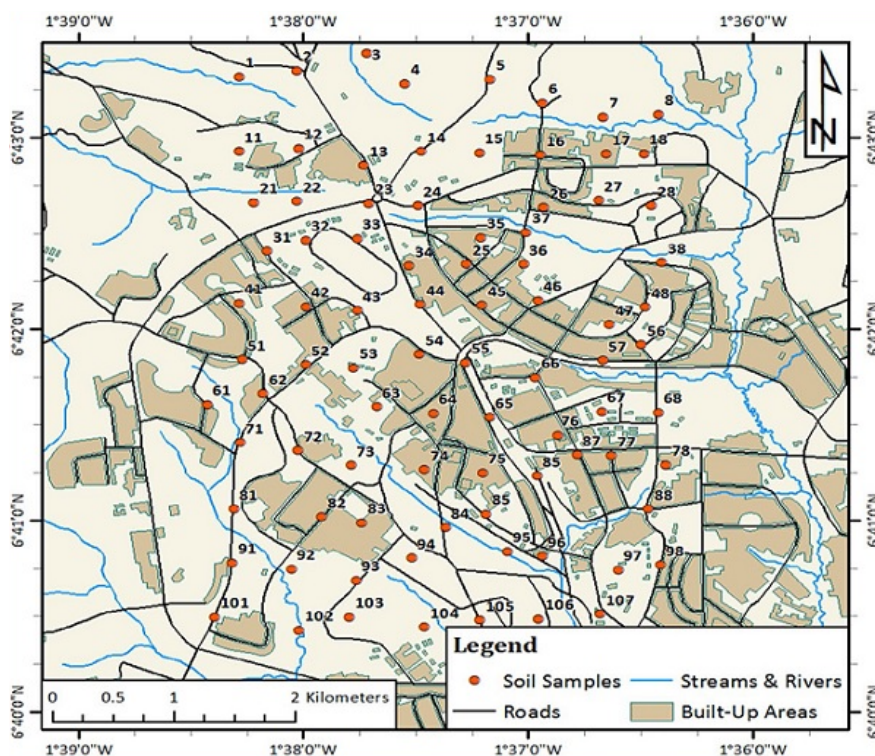 1°39'0"W 1°38'0"W 1°37'0"W 1°36'0"W
6°43'0"N 6°43'0"N
6°42'0"N 6°42'0"N
6°41'0"N 6°41'0"N
6°40'0"N 6°40'0"N
N
1 2 3 4 5 6 7 8
11 12 13 14 15 16 17 18
21 22 23 24 26 27 28
31 32 33 34 35 25 36 37 38
41 42 43 44 45 46 47 48
51 52 53 54 55 66 57 56
61 62 63 64 65 76 67 68
71 72 73 74 75 85 87 77 78
81 82 83 84 85 88
91 92 93 94 95 96 97 98
101 102 103 104 105 106 107
Legend
Soil Samples Streams & Rivers
Roads Built-Up Areas
0 0.5 1 2 Kilometers
1°39'0"W 1°38'0"W 1°37'0"W 1°36'0"W